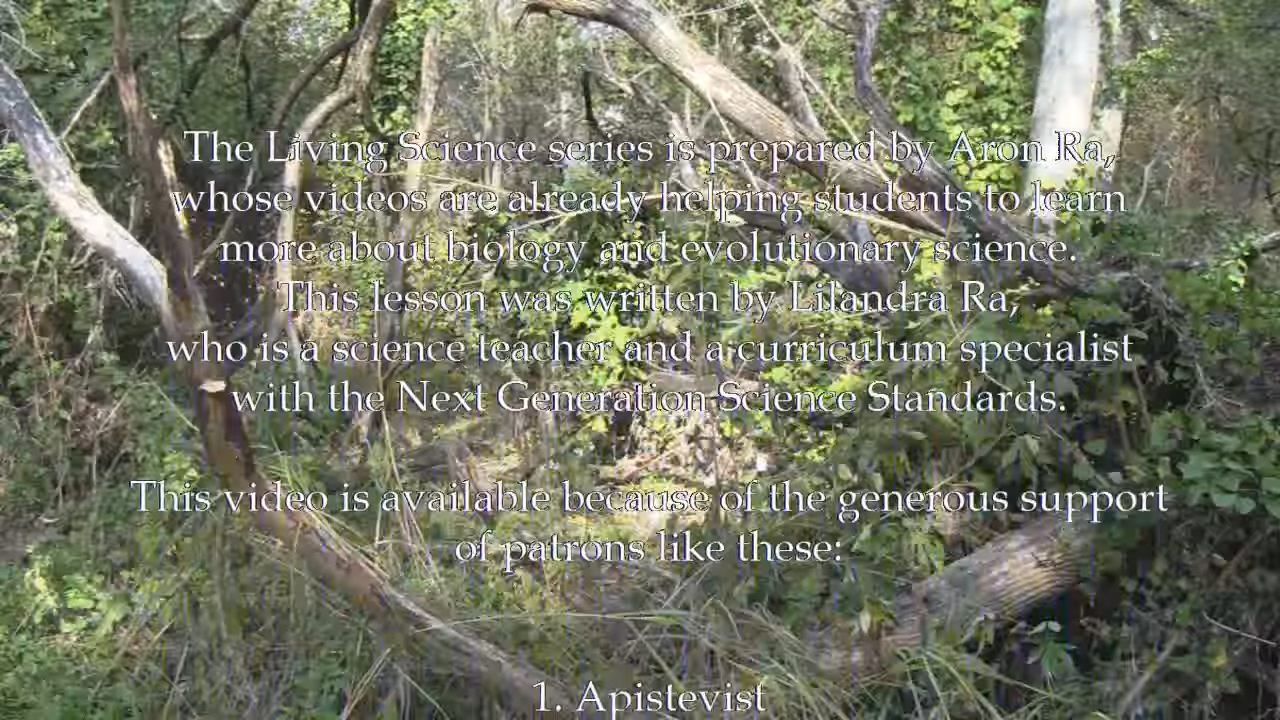 The Living Science series is prepared by Aron Ra,
whose videos are already helping students to learn
more about biology and evolutionary science.
This lesson was written by Lilandra Ra,
who is a science teacher and a curriculum specialist
with the Next Generation Science Standards.
This video is available because of the generous support
of patrons like these:
1. Apistevist